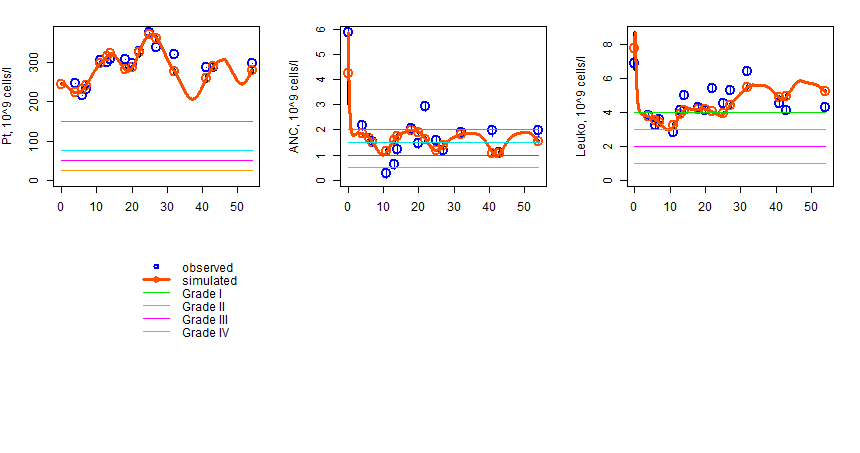 Pt, 10^9 cells/l
0 100 200 300
0 10 20 30 40 50
ANC, 10^9 cells/l
0 1 2 3 4 5 6
0 10 20 30 40 50
Leuko, 10^9 cells/l
0 2 4 6 8
0 10 20 30 40 50
observed
simulated
Grade I
Grade II
Grade III
Grade IV